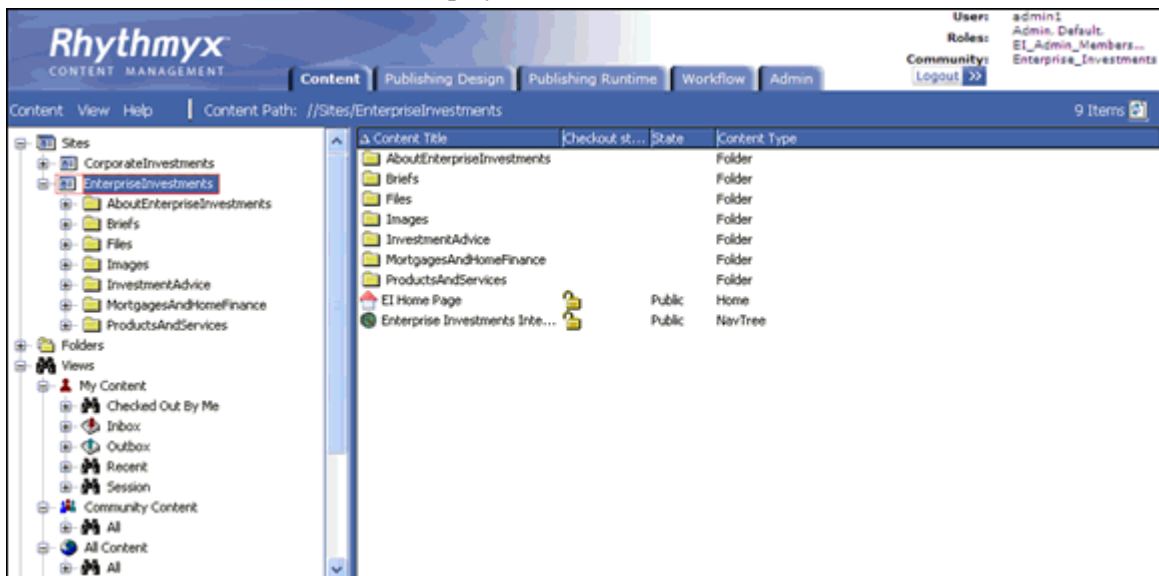 User: admin1
Roles: Admin, Default,
EI_Admin_Members...
Community: Enterprise_Investments
Logout >>
Rhythmyx
CONTENT MANAGEMENT
Content Publishing Design Publishing Runtime Workflow Admin
Content View Help Content Path: //Sites/EnterpriseInvestments 9 Items
Sites
CorporateInvestments
EnterpriseInvestments
AboutEnterpriseInvestments
Briefs
Files
Images
InvestmentAdvice
MortgagesAndHomeFinance
ProductsAndServices
Folders
Views
My Content
Checked Out By Me
Inbox
Outbox
Recent
Session
Community Content
All
All Content
All
Content Title Checkout st... State Content Type
AboutEnterpriseInvestments Folder
Briefs Folder
Files Folder
Images Folder
InvestmentAdvice Folder
MortgagesAndHomeFinance Folder
ProductsAndServices Folder
EI Home Page Public Home
Enterprise Investments Inte... Public NavTree